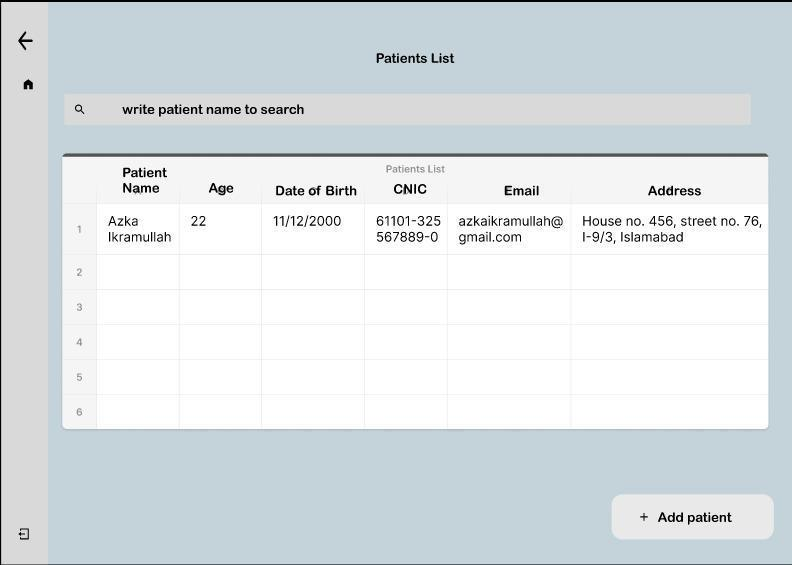 Patients List
write patient name to search
Patients List
Patient Name Age Date of Birth CNIC Email Address
1 Azka Ikramullah 22 11/12/2000 61101-325 567889-0 azkaikramullah@ gmail.com House no. 456, street no. 76, I-9/3, Islamabad
2
3
4
5
6
+ Add patient